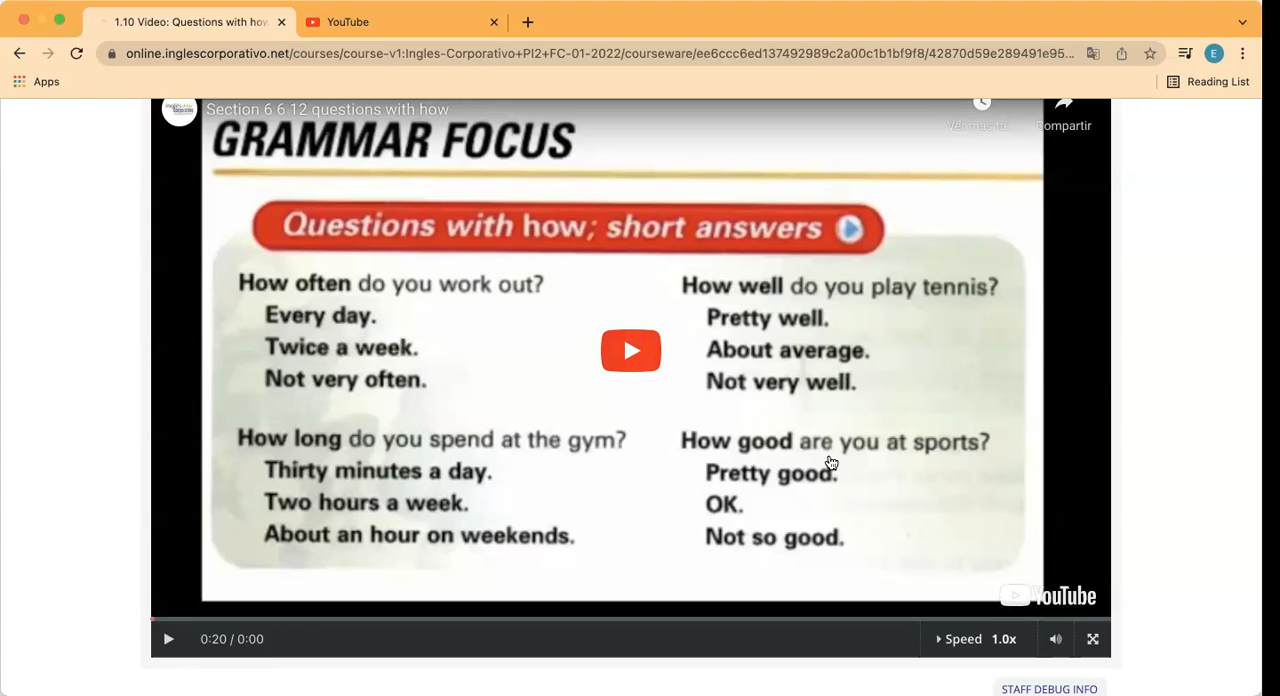 1.10 Video: Questions with how
YouTube
online.inglescorporativo.net/courses/course-v1:Ingles-Corporativo+PI2+FC-01-2022/courseware/ee6ccc6ed137492989c2a00c1b1bf9f8/42870d59e289491e95...
E
Apps
Reading List
Section 6 6 12 questions with how
Ver más ta...
Compartir
GRAMMAR FOCUS
Questions with how; short answers
How often do you work out?
Every day.
Twice a week.
Not very often.
How long do you spend at the gym?
Thirty minutes a day.
Two hours a week.
About an hour on weekends.
How well do you play tennis?
Pretty well.
About average.
Not very well.
How good are you at sports?
Pretty good.
OK.
Not so good.
YouTube
0:20 / 0:00
Speed 1.0x
STAFF DEBUG INFO